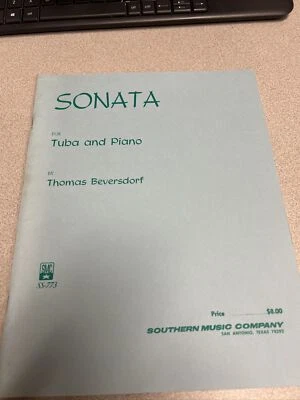 SONATA
FOR
Tuba and Piano
BY
Thomas Beversdorf
SMC
SS-773
Price ............ $8.00
SOUTHERN MUSIC COMPANY
SAN ANTONIO, TEXAS 78292